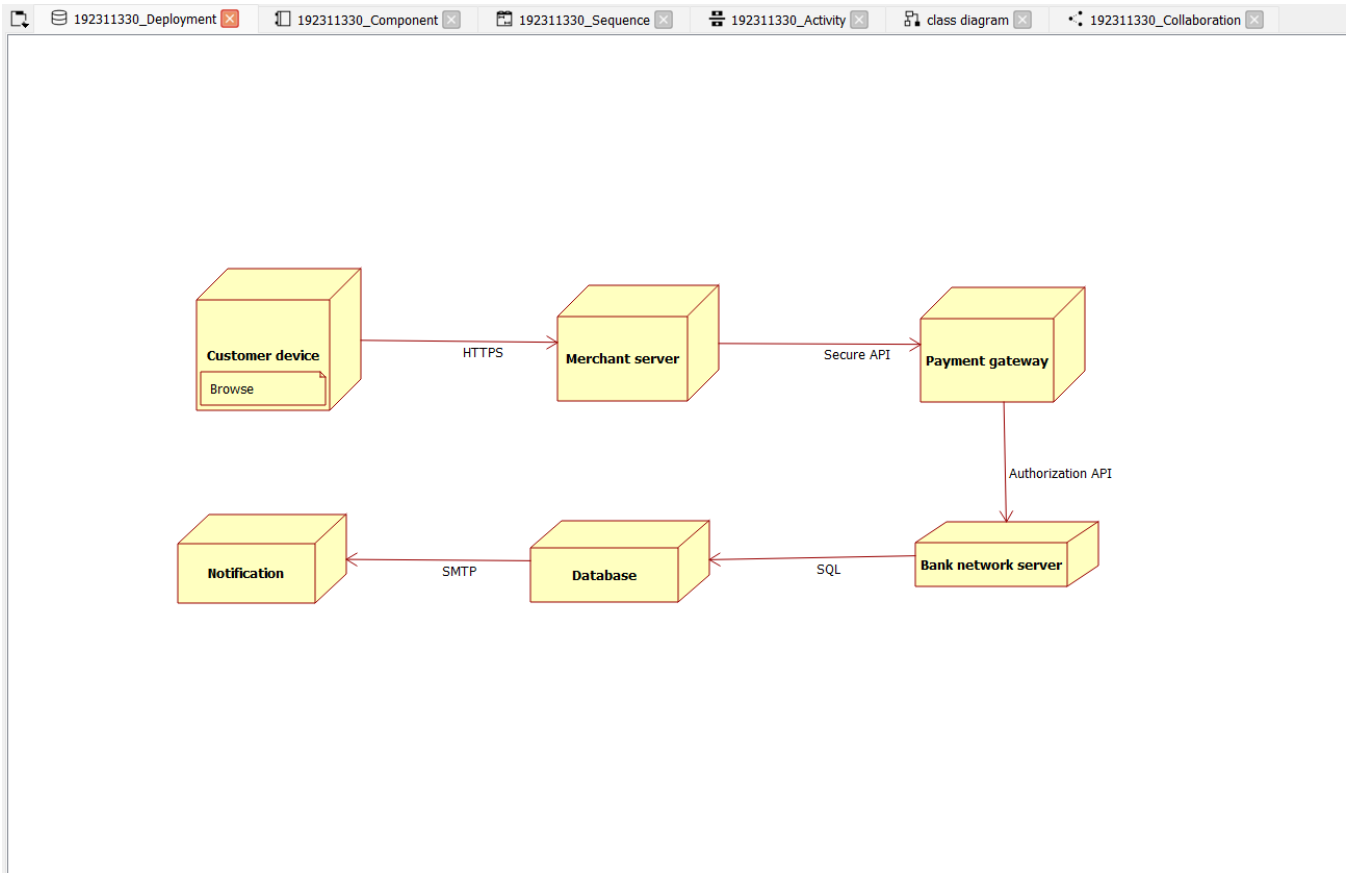 192311330_Deployment
192311330_Component
192311330_Sequence
192311330_Activity
class diagram
192311330_Collaboration
Customer device
Browse
HTTPS
Merchant server
Secure API
Payment gateway
Authorization API
Notification
SMTP
Database
SQL
Bank network server